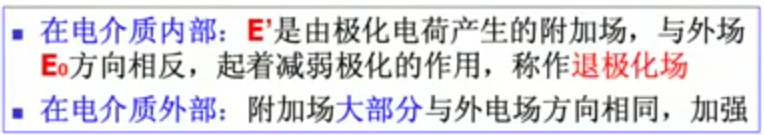 ▪ 在电介质内部：E’是由极化电荷产生的附加场，与外场
E₀方向相反，起着减弱极化的作用，称作退极化场
▪ 在电介质外部：附加场大部分与外电场方向相同，加强